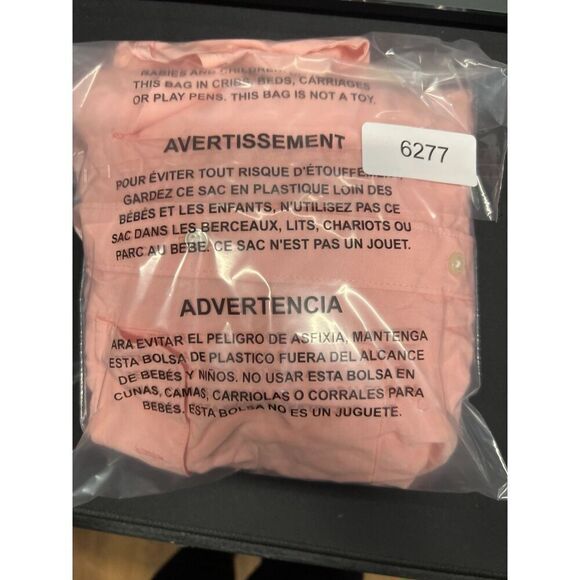 BABIES AND CHILDREN.
THIS BAG IN CRIBS, BEDS, CARRIAGES
OR PLAY PENS. THIS BAG IS NOT A TOY.
AVERTISSEMENT
6277
POUR ÉVITER TOUT RISQUE D'ÉTOUFFEMENT,
GARDEZ CE SAC EN PLASTIQUE LOIN DES
BÉBÉS ET LES ENFANTS, N'UTILISEZ PAS CE
SAC DANS LES BERCEAUX, LITS, CHARIOTS OU
PARC AU BEBE. CE SAC N'EST PAS UN JOUET.
ADVERTENCIA
ARA EVITAR EL PELIGRO DE ASFIXIA, MANTENGA
ESTA BOLSA DE PLASTICO FUERA DEL ALCANCE
DE BEBÉS Y NIÑOS. NO USAR ESTA BOLSA EN
CUNAS, CAMAS, CARRIOLAS O CORRALES PARA
BEBÉS. ESTA BOLSA NO ES UN JUGUETE.